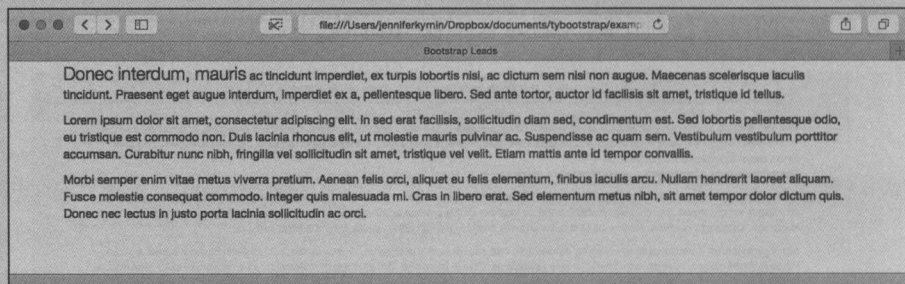 file:///Users/jenniferkyrnin/Dropbox/documents/tybootstrap/examp
Bootstrap Leads
Donec interdum, mauris ac tincidunt imperdiet, ex turpis lobortis nisi, ac dictum sem nisi non augue. Maecenas scelerisque iaculis
tincidunt. Praesent eget augue interdum, imperdiet ex a, pellentesque libero. Sed ante tortor, auctor id facilisis sit amet, tristique id tellus.
Lorem ipsum dolor sit amet, consectetur adipiscing elit. In sed erat facilisis, sollicitudin diam sed, condimentum est. Sed lobortis pellentesque odio,
eu tristique est commodo non. Duis lacinia rhoncus elit, ut molestie mauris pulvinar ac. Suspendisse ac quam sem. Vestibulum vestibulum porttitor
accumsan. Curabitur nunc nibh, fringilla vel sollicitudin sit amet, tristique vel velit. Etiam mattis ante id tempor convallis.
Morbi semper enim vitae metus viverra pretium. Aenean felis orci, aliquet eu felis elementum, finibus iaculis arcu. Nullam hendrerit laoreet aliquam.
Fusce molestie consequat commodo. Integer quis malesuada mi. Cras in libero erat. Sed elementum metus nibh, sit amet tempor dolor dictum quis.
Donec nec lectus in justo porta lacinia sollicitudin ac orci.